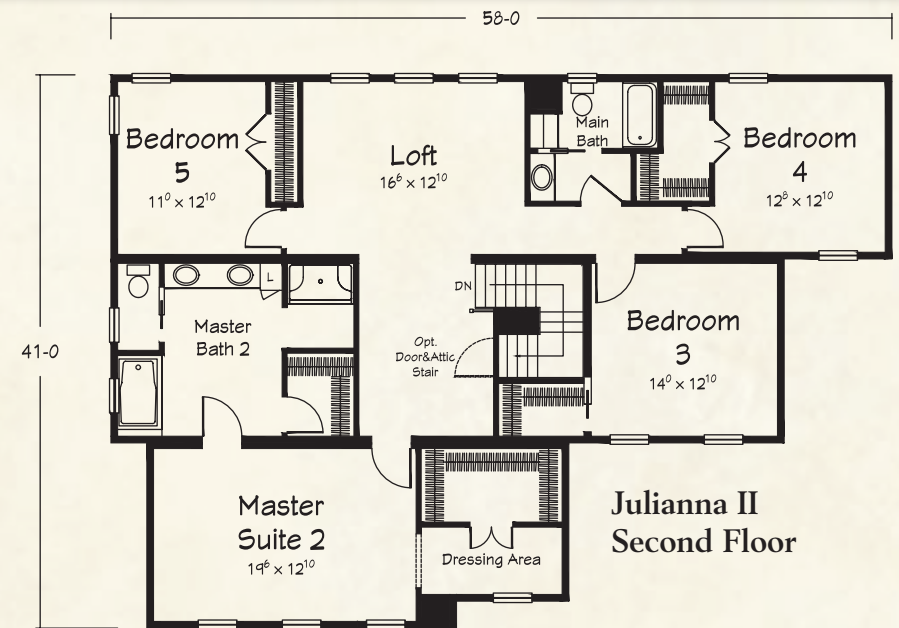 58-0
Bedroom
5
11⁰ x 12¹⁰
Loft
16⁶ x 12¹⁰
Main
Bath
Bedroom
4
12⁸ x 12¹⁰
41-0
L
Master
Bath 2
DN
Opt.
Door&Attic
Stair
Bedroom
3
14⁰ x 12¹⁰
Master
Suite 2
19⁶ x 12¹⁰
Dressing Area
Julianna II
Second Floor